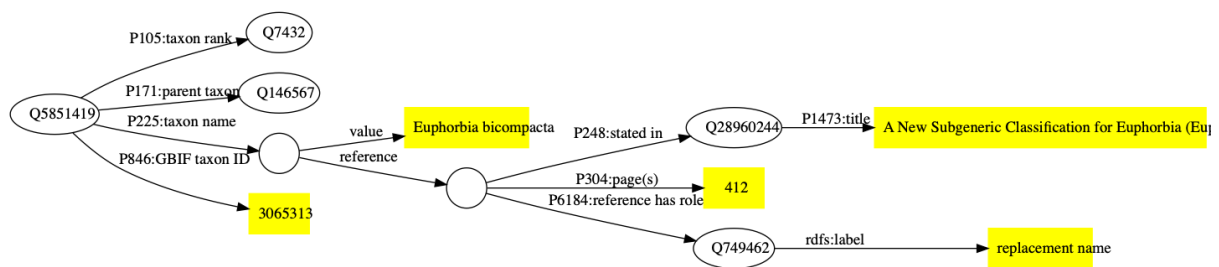 P105:taxon rank
Q7432
Q5851419
P171:parent taxon
Q146567
P225:taxon name
value
Euphorbia bicompacta
reference
P846:GBIF taxon ID
3065313
P248:stated in
Q28960244
P1473:title
A New Subgeneric Classification for Euphorbia (Eup
P304:page(s)
412
P6184:reference has role
Q749462
rdfs:label
replacement name